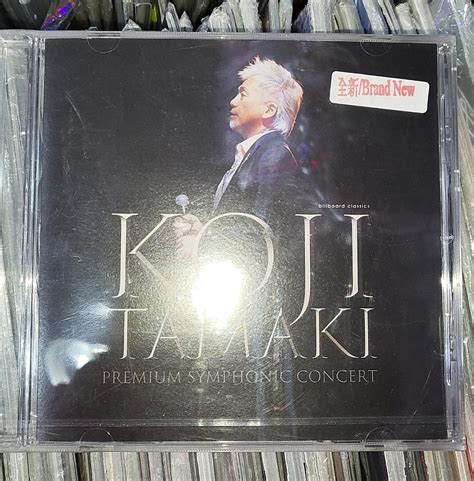 全新/Brand New
billboard classics
KOJI
TAMAKI
PREMIUM SYMPHONIC CONCERT